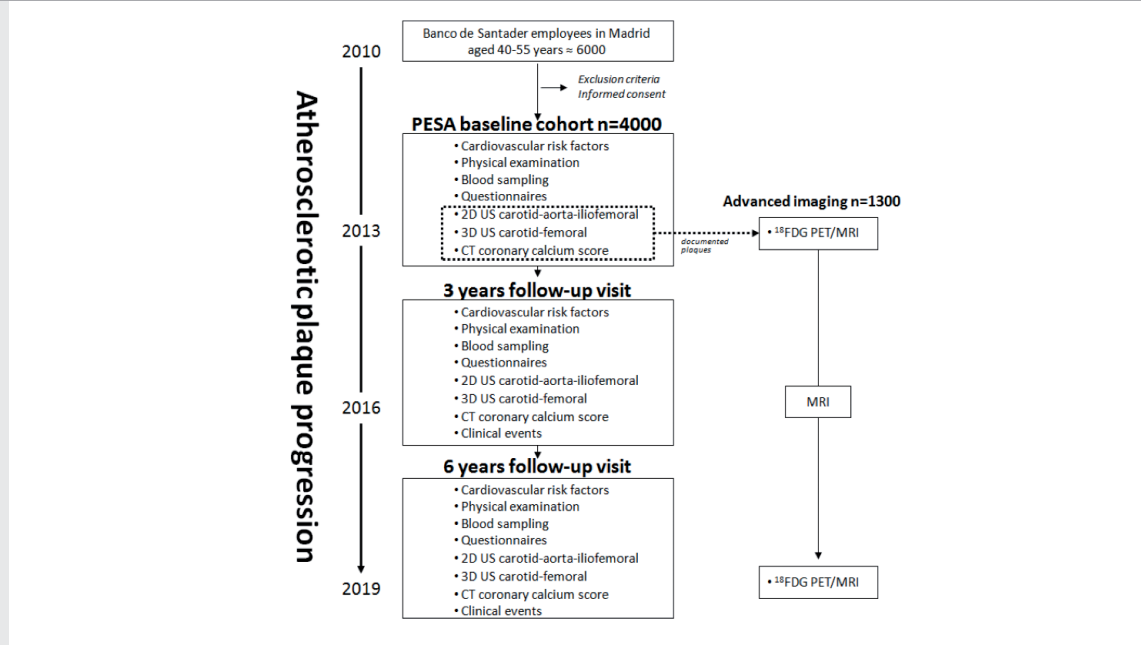 Banco de Santader employees in Madrid
aged 40-55 years ≈ 6000
2010
Exclusion criteria
Informed consent
Atherosclerotic plaque progression
PESA baseline cohort n=4000
• Cardiovascular risk factors
• Physical examination
• Blood sampling
• Questionnaires
• 2D US carotid-aorta-iliofemoral
• 3D US carotid-femoral
• CT coronary calcium score
2013
documented
plaques
Advanced imaging n=1300
• ¹⁸FDG PET/MRI
3 years follow-up visit
• Cardiovascular risk factors
• Physical examination
• Blood sampling
• Questionnaires
• 2D US carotid-aorta-iliofemoral
• 3D US carotid-femoral
• CT coronary calcium score
• Clinical events
2016
MRI
6 years follow-up visit
• Cardiovascular risk factors
• Physical examination
• Blood sampling
• Questionnaires
• 2D US carotid-aorta-iliofemoral
• 3D US carotid-femoral
• CT coronary calcium score
• Clinical events
2019
• ¹⁸FDG PET/MRI